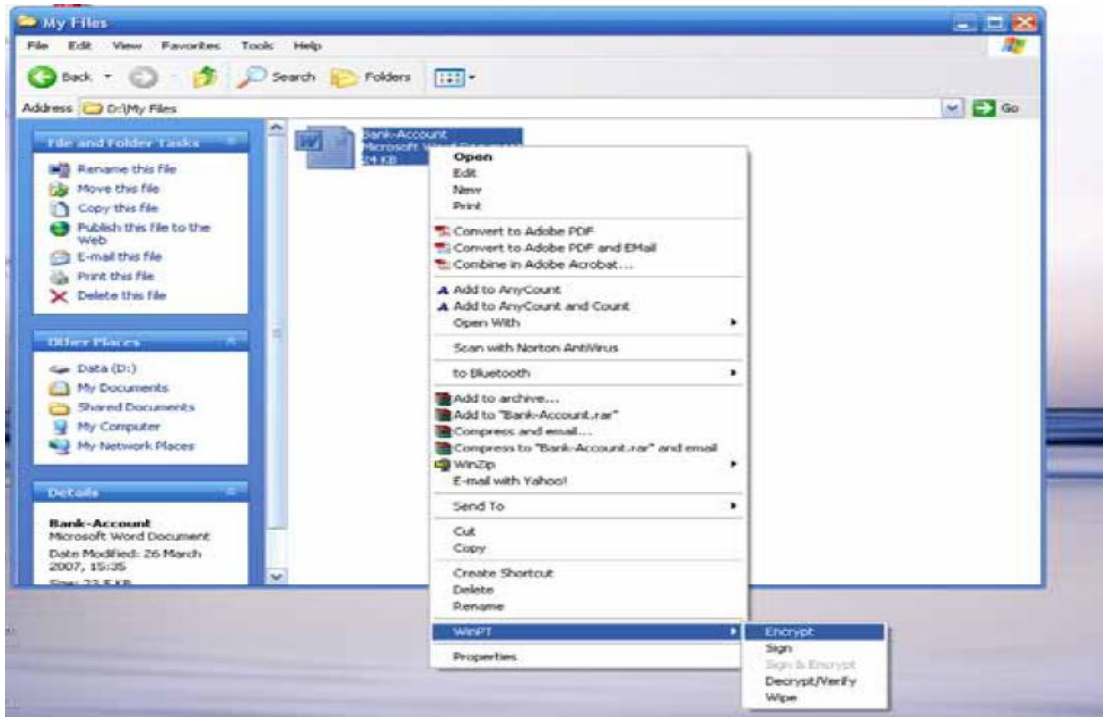 My Files
File Edit View Favorites Tools Help
Back Search Folders
Address D:\My Files Go
File and Folder Tasks
Rename this file
Move this file
Copy this file
Publish this file to the
Web
E-mail this file
Print this file
Delete this file
Other Places
Data (D:)
My Documents
Shared Documents
My Computer
My Network Places
Details
Bank-Account
Microsoft Word Document
Date Modified: 26 March
2007, 15:35
Size: 23.5 KB
Bank-Account
Microsoft Word Document
24 KB
Open
Edit
New
Print
Convert to Adobe PDF
Convert to Adobe PDF and EMail
Combine in Adobe Acrobat...
Add to AnyCount
Add to AnyCount and Count
Open With
Scan with Norton AntiVirus
to Bluetooth
Add to archive...
Add to "Bank-Account.rar"
Compress and email...
Compress to "Bank-Account.rar" and email
WinZip
E-mail with Yahoo!
Send To
Cut
Copy
Create Shortcut
Delete
Rename
WinPT
Properties
Encrypt
Sign
Sign & Encrypt
Decrypt/Verify
Wipe